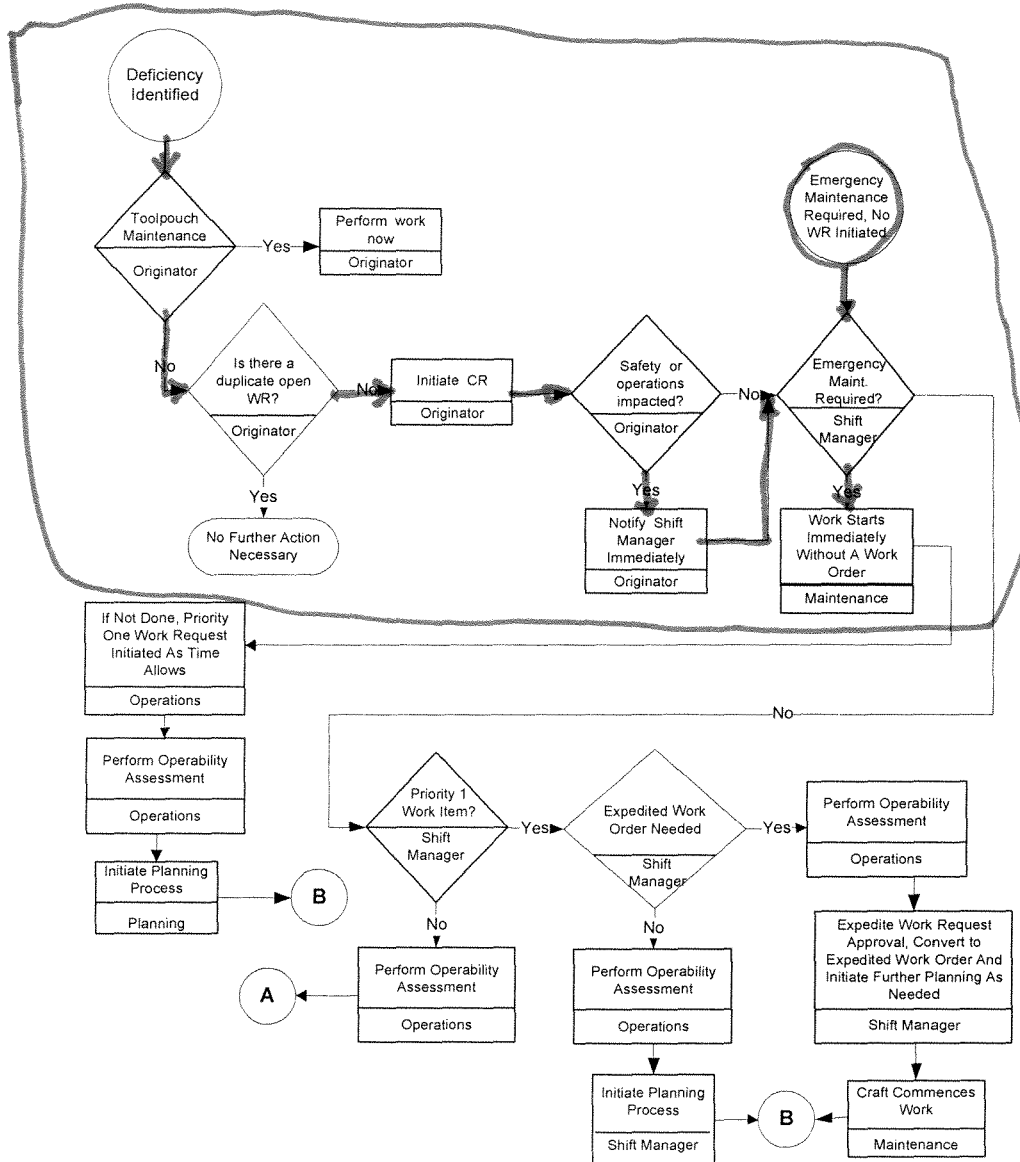 Deficiency
Identified
Toolpouch
Maintenance
Originator
Yes
Perform work
now
Originator
No
Is there a
duplicate open
WR?
Originator
Yes
No Further Action
Necessary
No
Initiate CR
Originator
Safety or
operations
impacted?
Originator
No
Yes
Notify Shift
Manager
Immediately
Originator
Emergency
Maintenance
Required, No
WR Initiated
Emergency
Maint.
Required?
Shift
Manager
Yes
Work Starts
Immediately
Without A Work
Order
Maintenance
If Not Done, Priority
One Work Request
Initiated As Time
Allows
Operations
Perform Operability
Assessment
Operations
Initiate Planning
Process
Planning
B
No
Priority 1
Work Item?
Shift
Manager
Yes
No
Perform Operability
Assessment
Operations
A
Expedited Work
Order Needed
Shift
Manager
Yes
No
Perform Operability
Assessment
Operations
Initiate Planning
Process
Shift Manager
B
Perform Operability
Assessment
Operations
Expedite Work Request
Approval, Convert to
Expedited Work Order And
Initiate Further Planning As
Needed
Shift Manager
Craft Commences
Work
Maintenance